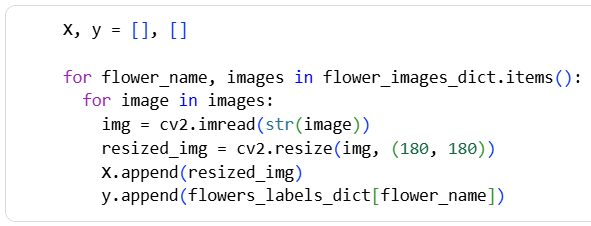 X, y = [], []
for flower_name, images in flower_images_dict.items():
for image in images:
img = cv2.imread(str(image))
resized_img = cv2.resize(img, (180, 180))
X.append(resized_img)
y.append(flowers_labels_dict[flower_name])